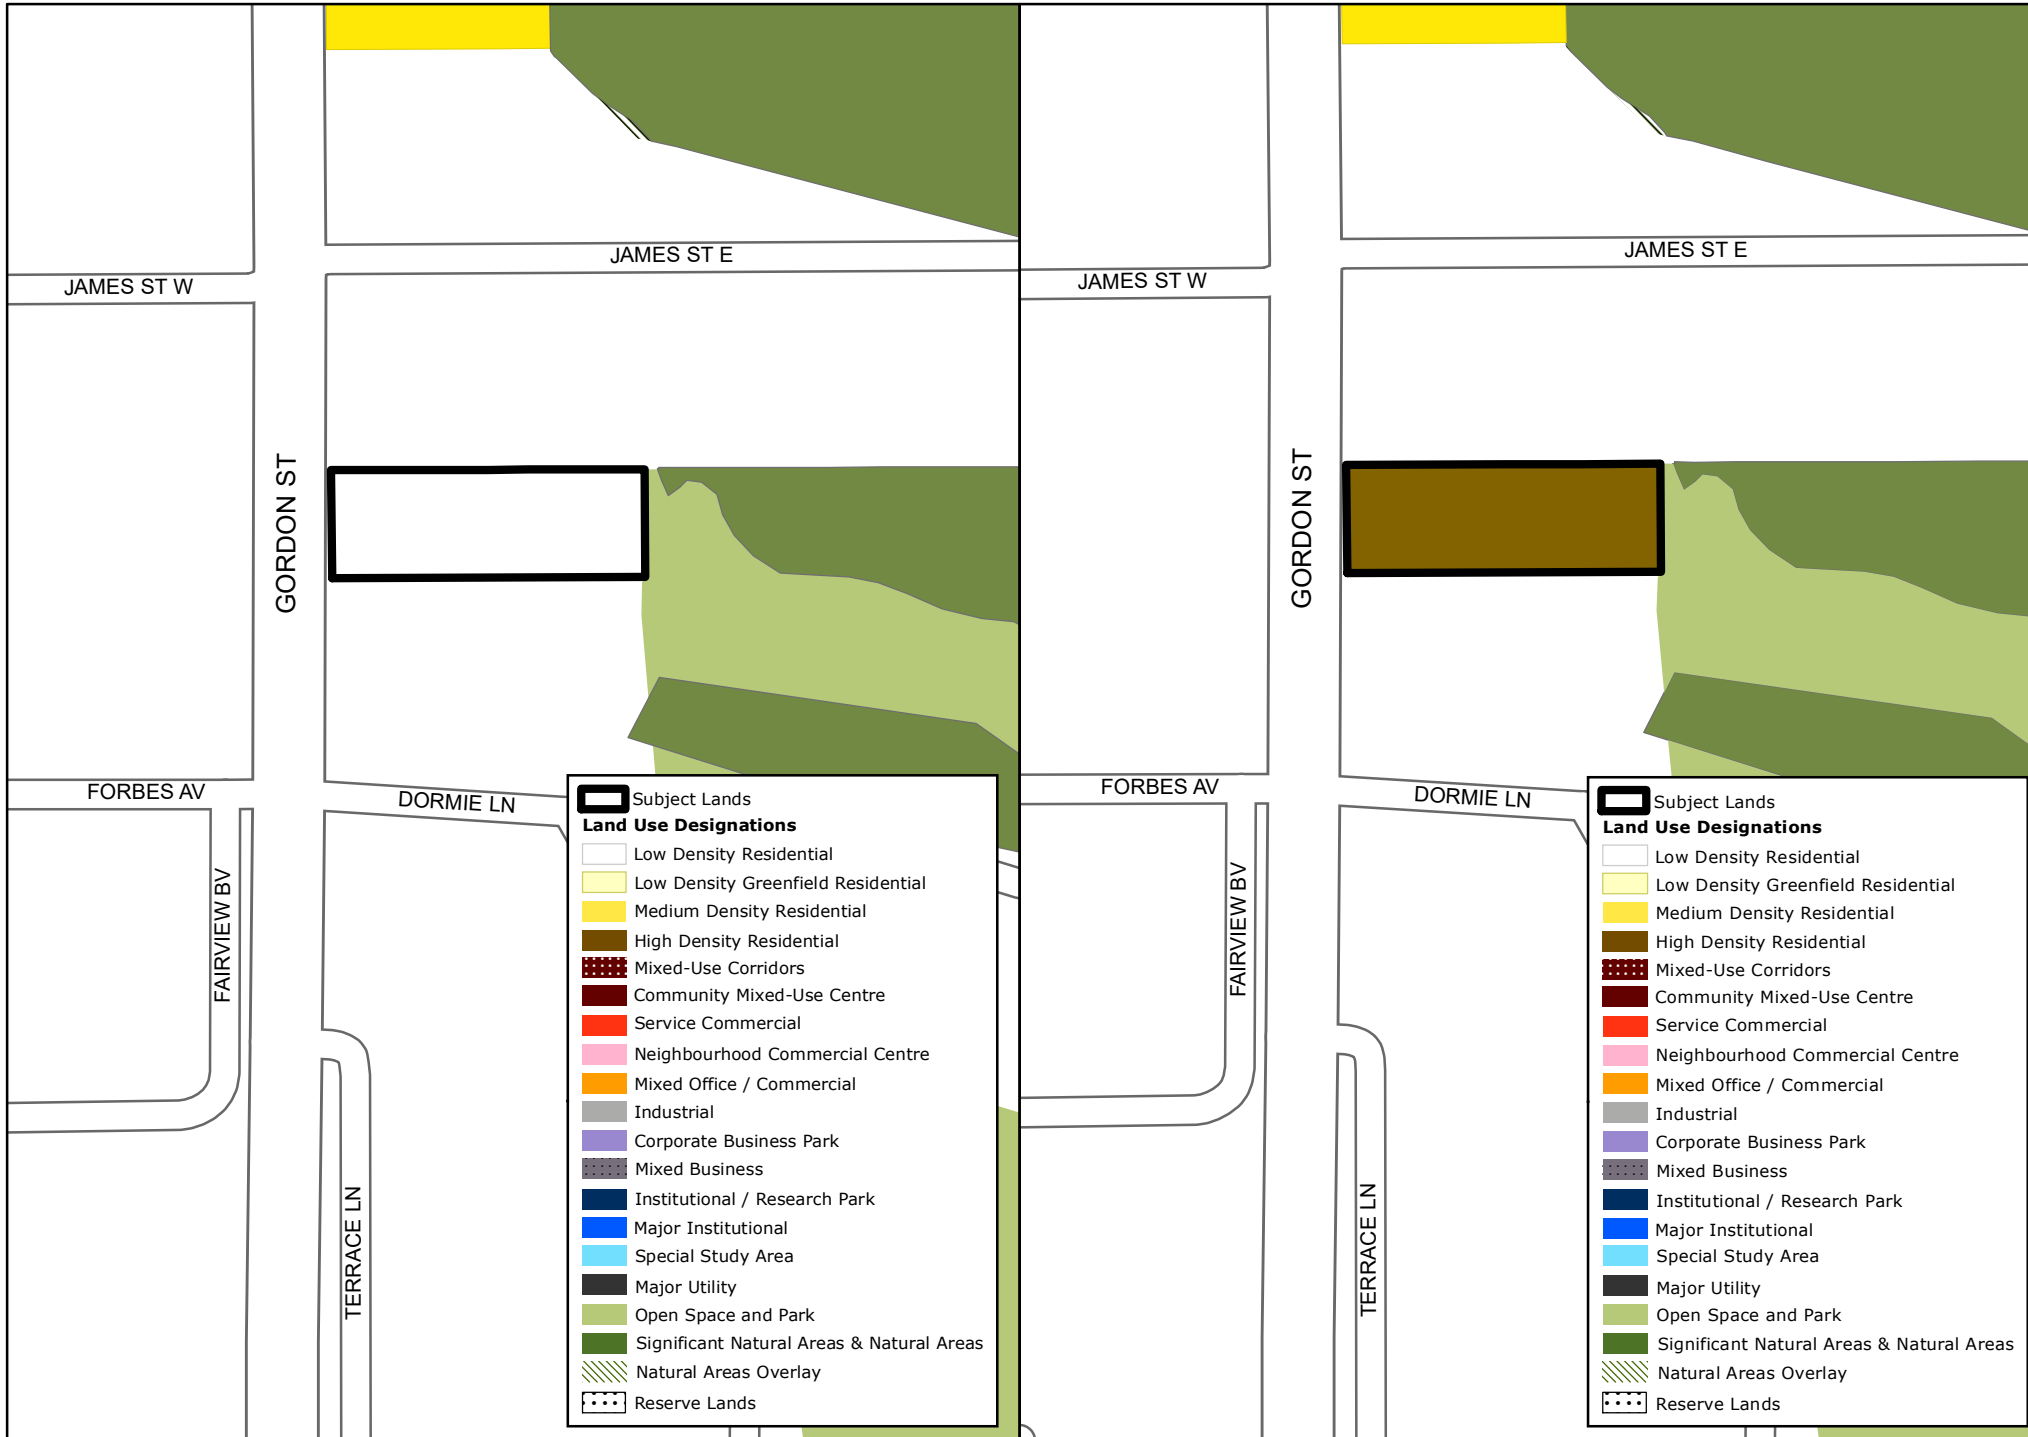 JAMES ST E
JAMES ST W
GORDON ST
FORBES AV
DORMIE LN
FAIRVIEW BV
TERRACE LN
Subject Lands
Land Use Designations
Low Density Residential
Low Density Greenfield Residential
Medium Density Residential
High Density Residential
Mixed-Use Corridors
Community Mixed-Use Centre
Service Commercial
Neighbourhood Commercial Centre
Mixed Office / Commercial
Industrial
Corporate Business Park
Mixed Business
Institutional / Research Park
Major Institutional
Special Study Area
Major Utility
Open Space and Park
Significant Natural Areas & Natural Areas
Natural Areas Overlay
Reserve Lands
JAMES ST E
JAMES ST W
GORDON ST
FORBES AV
DORMIE LN
FAIRVIEW BV
TERRACE LN
Subject Lands
Land Use Designations
Low Density Residential
Low Density Greenfield Residential
Medium Density Residential
High Density Residential
Mixed-Use Corridors
Community Mixed-Use Centre
Service Commercial
Neighbourhood Commercial Centre
Mixed Office / Commercial
Industrial
Corporate Business Park
Mixed Business
Institutional / Research Park
Major Institutional
Special Study Area
Major Utility
Open Space and Park
Significant Natural Areas & Natural Areas
Natural Areas Overlay
Reserve Lands